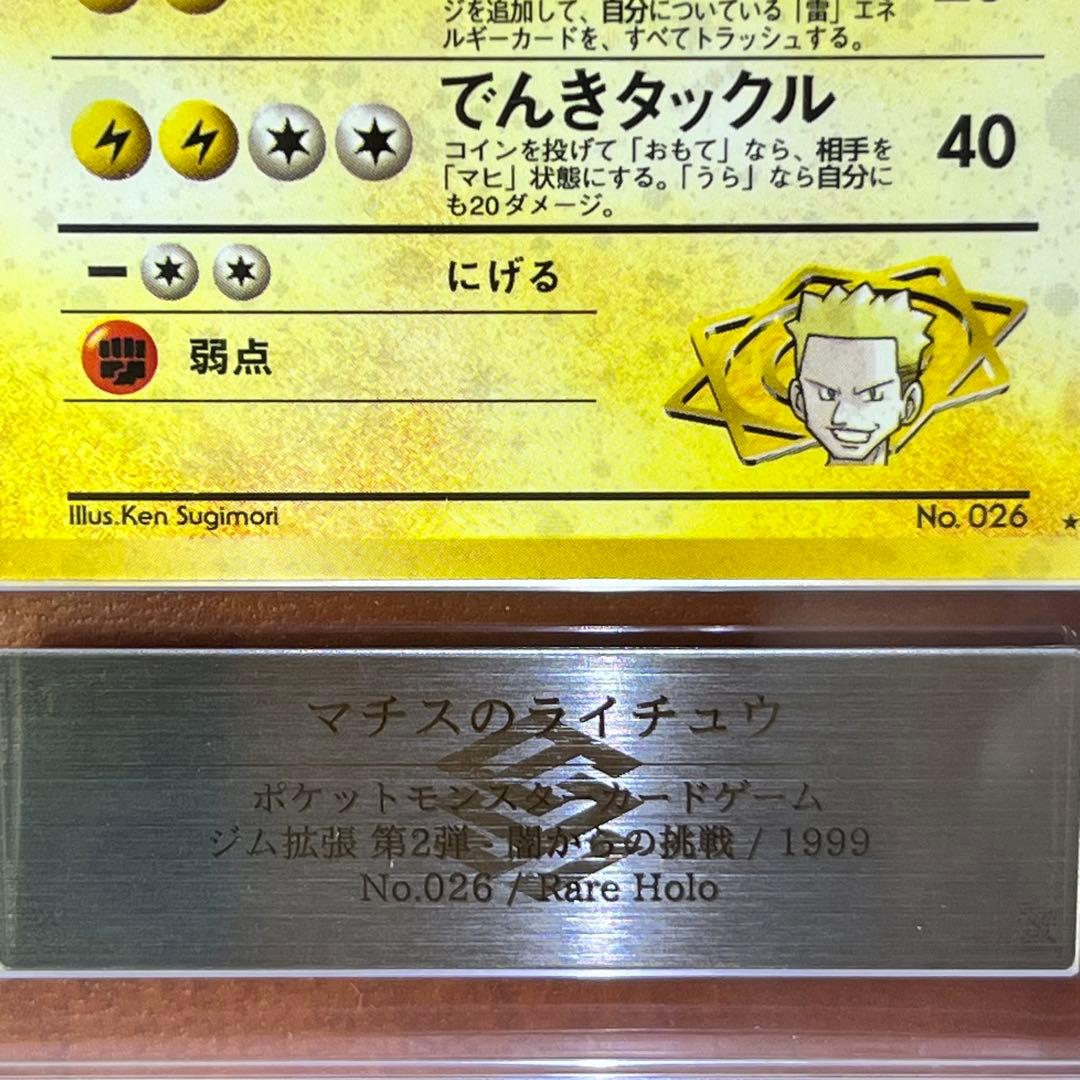 ジを追加して、自分についている「雷」エネ
ルギーカードを、すべてトラッシュする。
でんきタックル
40
コインを投げて「おもて」なら、相手を
「マヒ」状態にする。「うら」なら自分に
も20ダメージ。
にげる
弱点
Illus.Ken Sugimori
No. 026 ★
マチスのライチュウ
ポケットモンスターカードゲーム
ジム拡張 第2弾 - 闇からの挑戦 / 1999
No.026 / Rare Holo